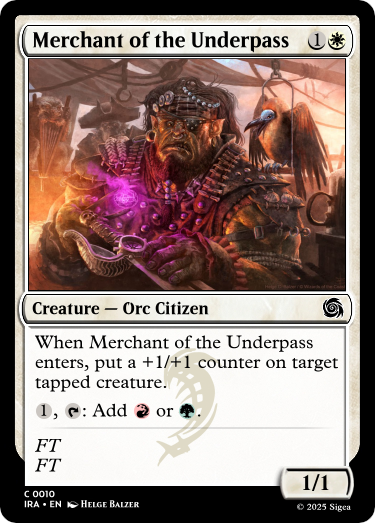 Merchant of the Underpass 1
Creature — Orc Citizen
When Merchant of the Underpass
enters, put a +1/+1 counter on target
tapped creature.
1, : Add or .
FT
FT
1/1
C 0010
IRA • EN Helge Balzer
© 2025 Sigea